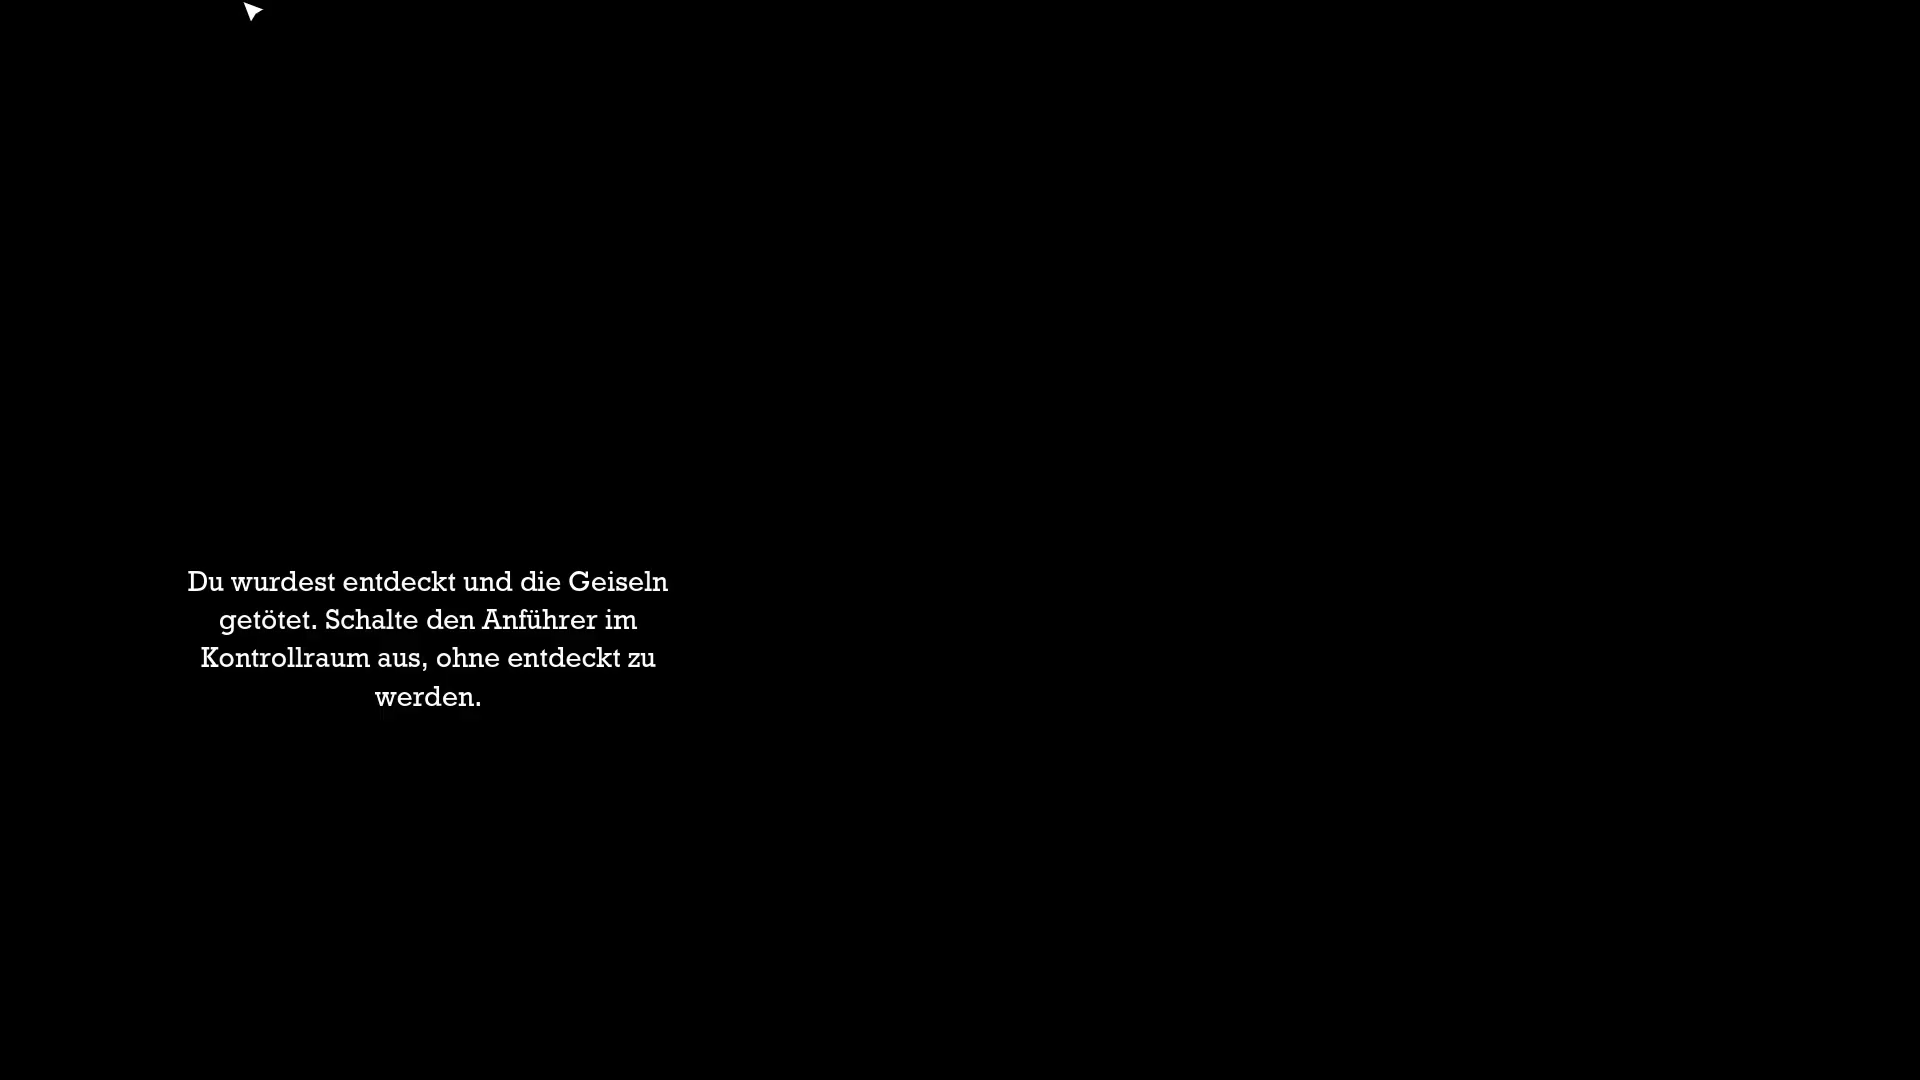 Du wurdest entdeckt und die Geiseln
getötet. Schalte den Anführer im
Kontrollraum aus, ohne entdeckt zu
werden.